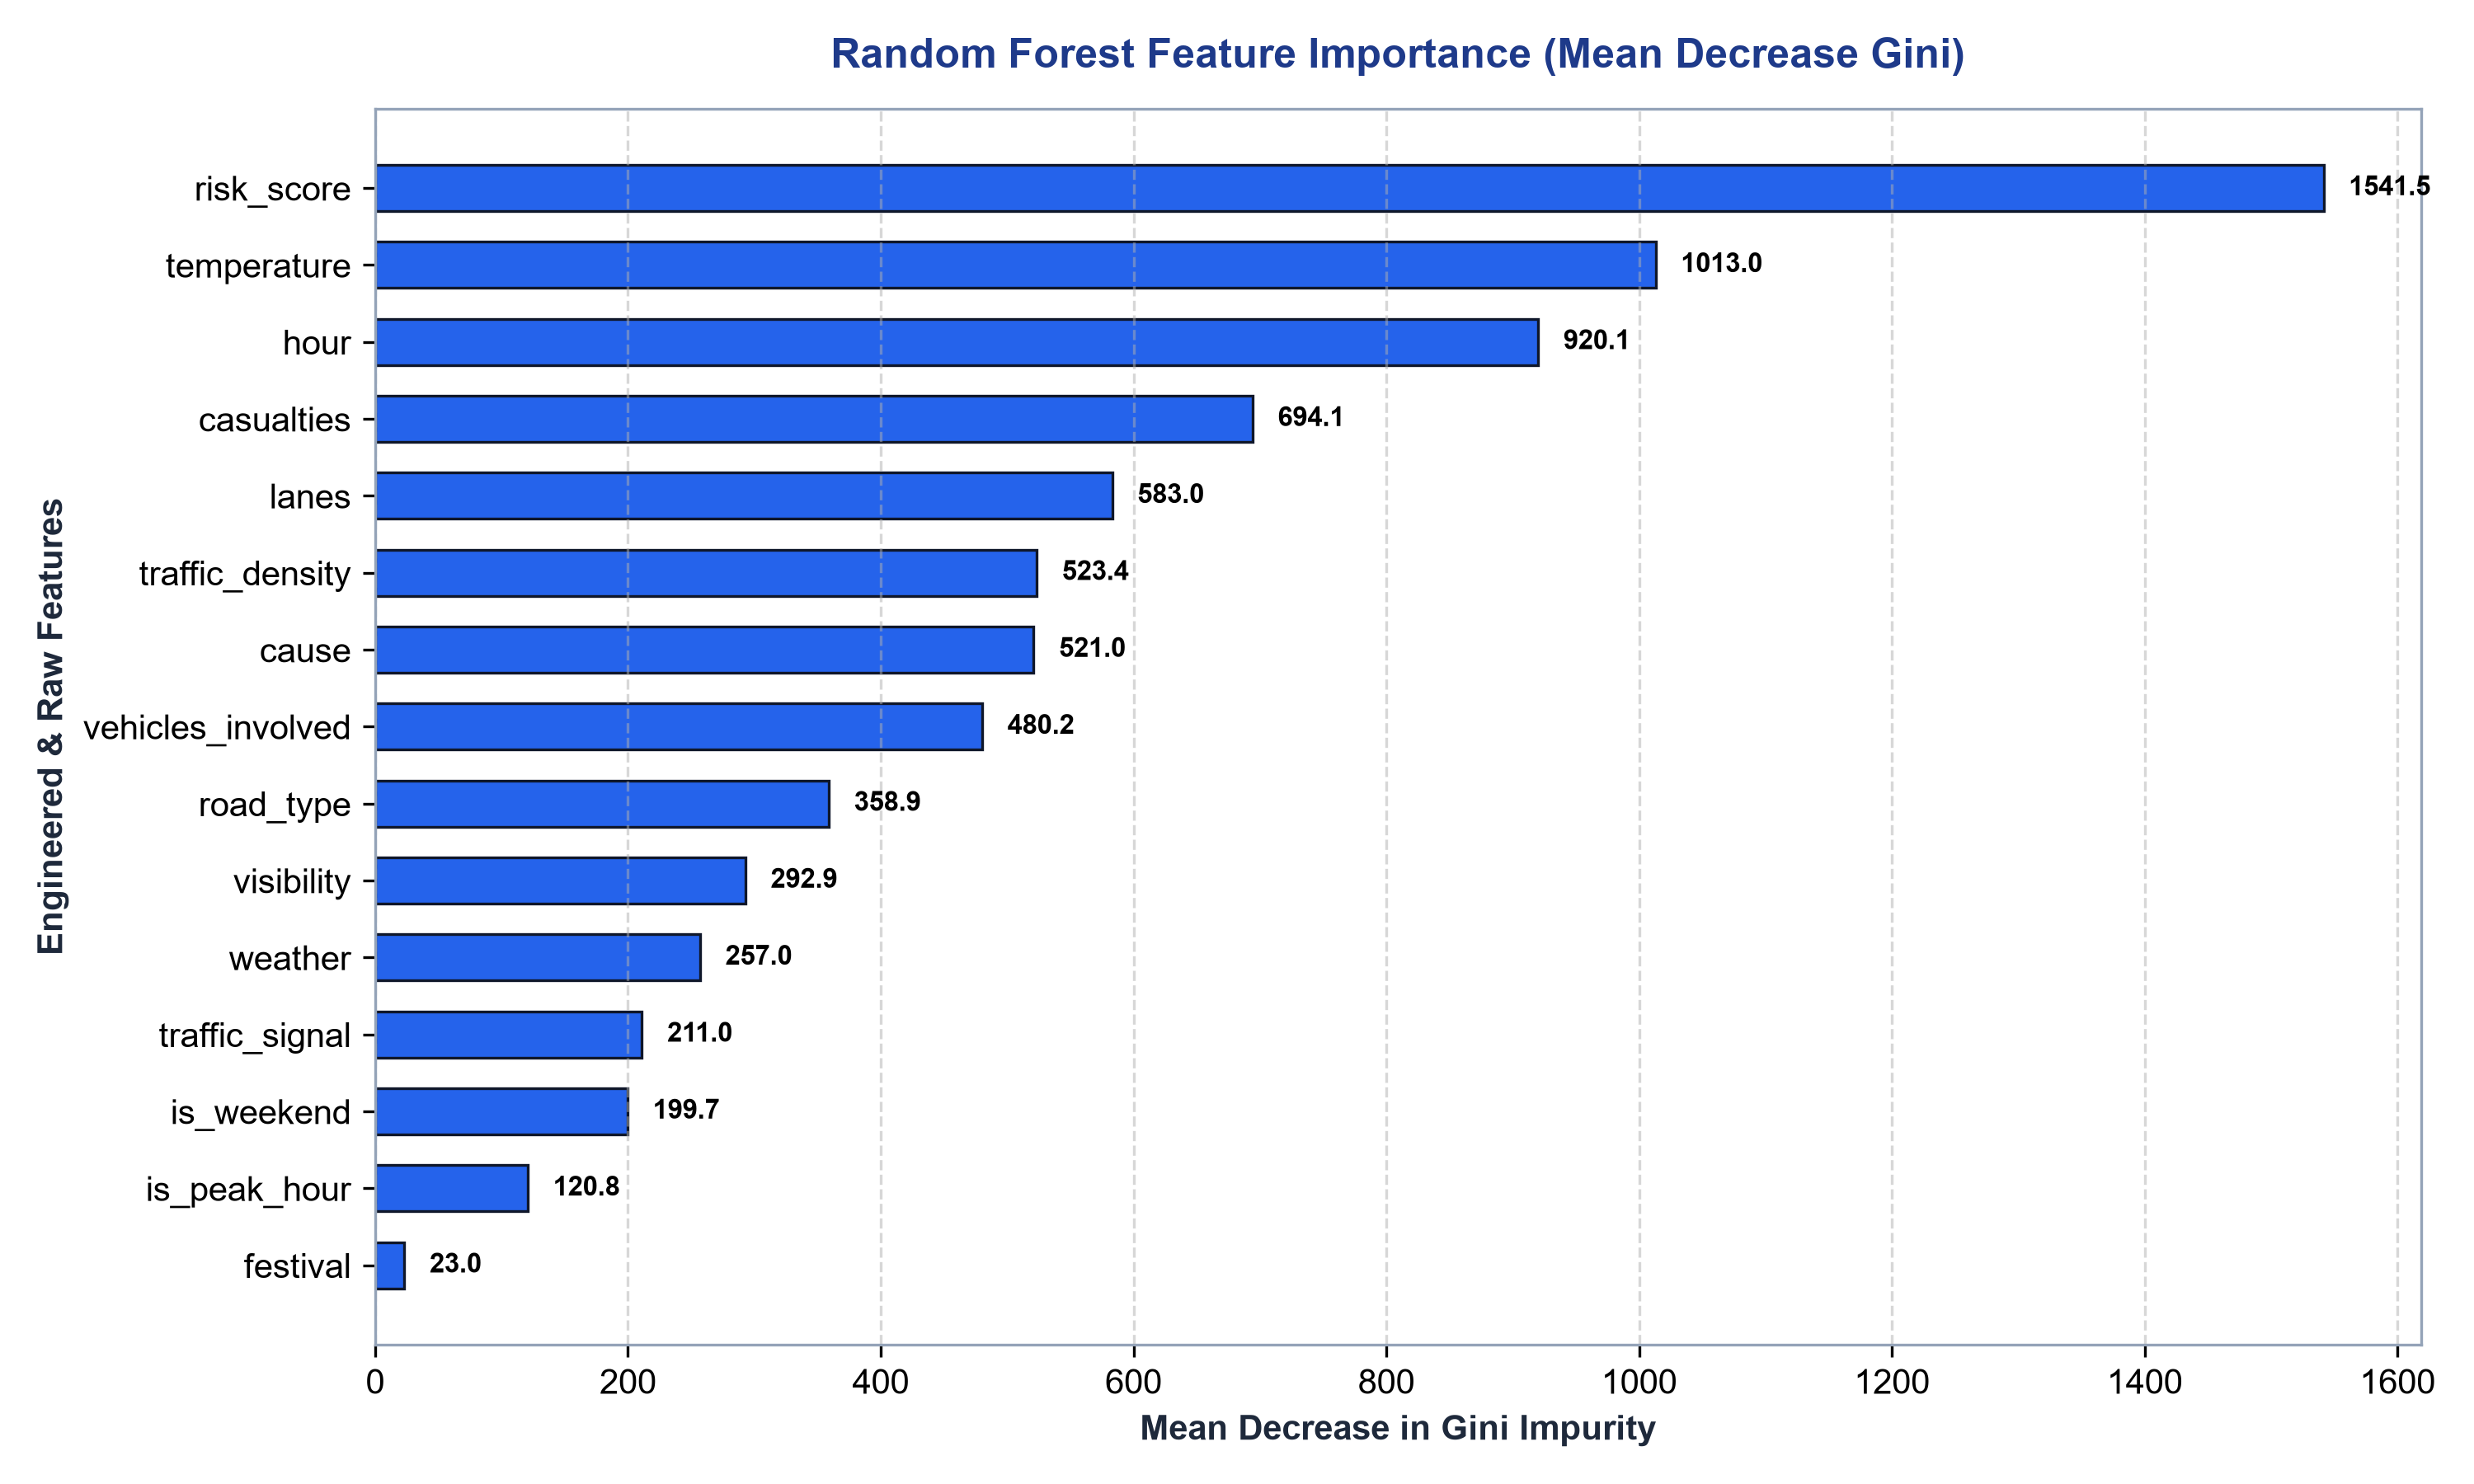 Random Forest Feature Importance (Mean Decrease Gini)
Engineered & Raw Features
risk_score 1541.5
temperature 1013.0
hour 920.1
casualties 694.1
lanes 583.0
traffic_density 523.4
cause 521.0
vehicles_involved 480.2
road_type 358.9
visibility 292.9
weather 257.0
traffic_signal 211.0
is_weekend 199.7
is_peak_hour 120.8
festival 23.0
0 200 400 600 800 1000 1200 1400 1600
Mean Decrease in Gini Impurity